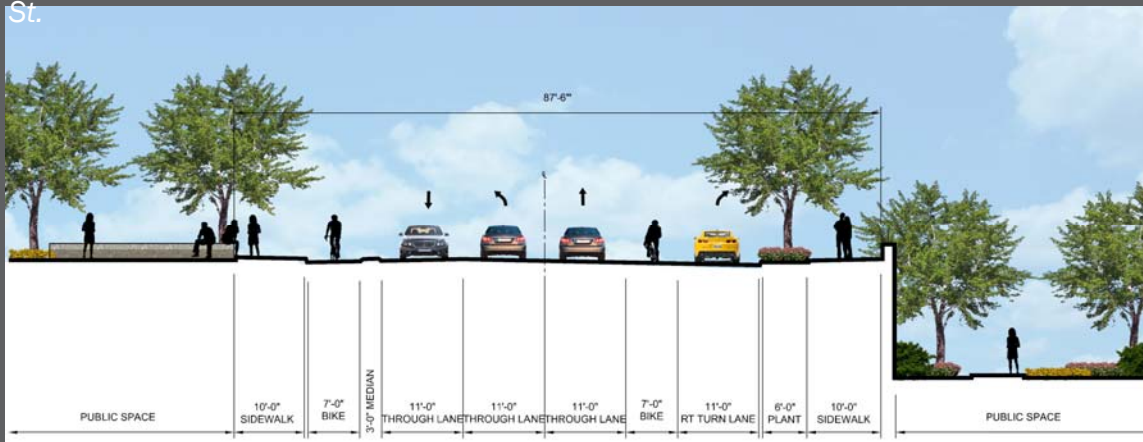 St.
87'-6""
℄
PUBLIC SPACE
10'-0"
SIDEWALK
7'-0"
BIKE
3'-0" MEDIAN
11'-0"
THROUGH LANE
11'-0"
THROUGH LANE
11'-0"
THROUGH LANE
7'-0"
BIKE
11'-0"
RT TURN LANE
6'-0"
PLANT
10'-0"
SIDEWALK
PUBLIC SPACE